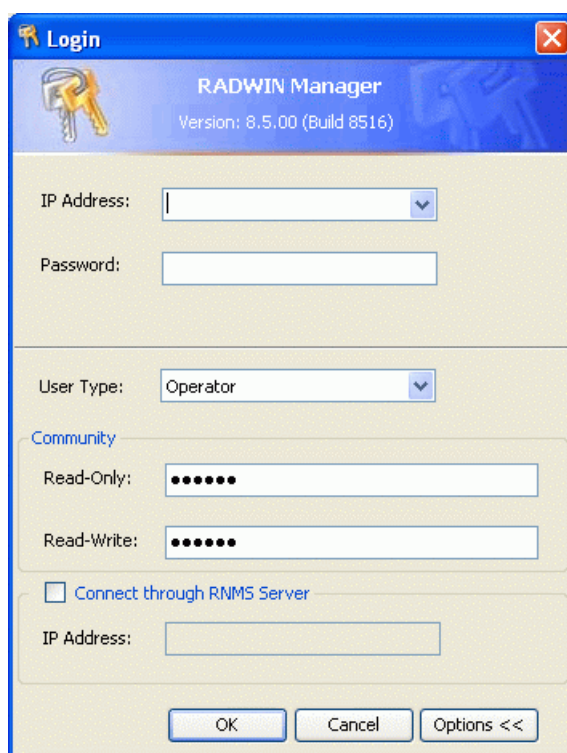 Login
RADWIN Manager
Version: 8.5.00 (Build 8516)
IP Address:
Password:
User Type: Operator
Community
Read-Only: ●●●●●●
Read-Write: ●●●●●●
Connect through RNMS Server
IP Address:
OK Cancel Options <<